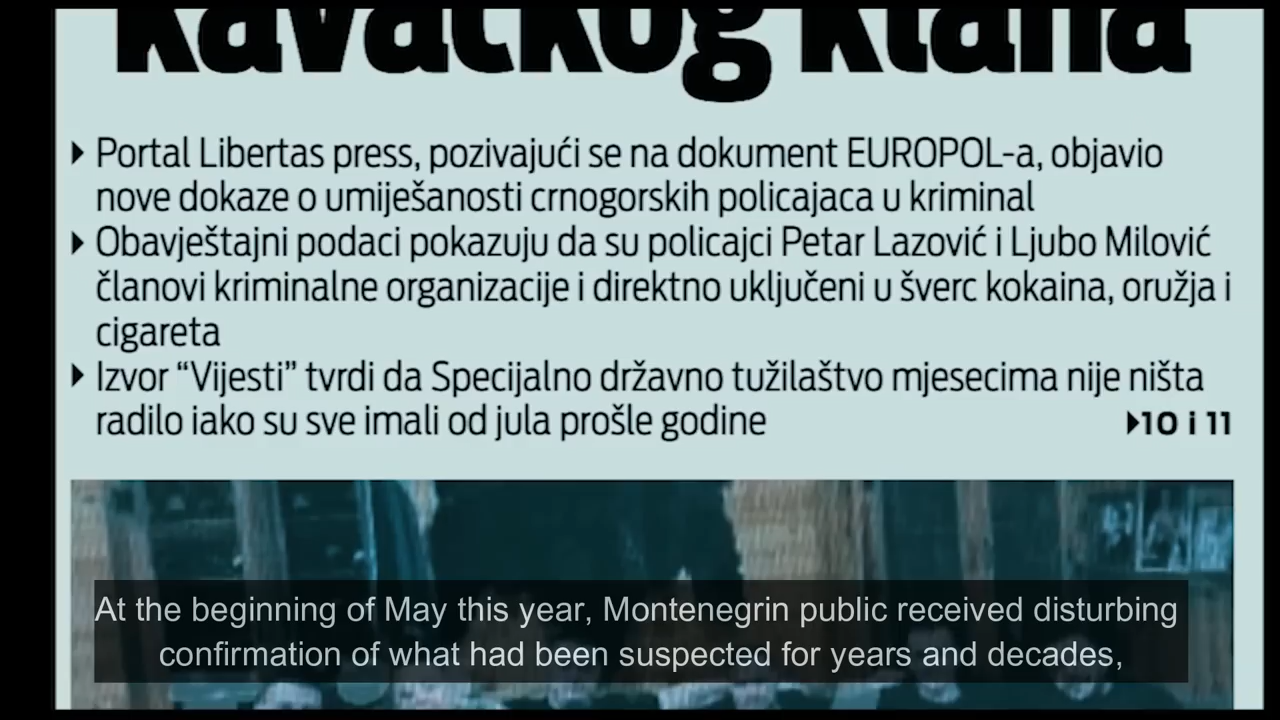 kavačkog klana
Portal Libertas press, pozivajući se na dokument EUROPOL-a, objavio
nove dokaze o umiješanosti crnogorskih policajaca u kriminal
Obavještajni podaci pokazuju da su policajci Petar Lazović i Ljubo Milović
članovi kriminalne organizacije i direktno uključeni u šverc kokaina, oružja i
cigareta
Izvor “Vijesti” tvrdi da Specijalno državno tužilaštvo mjesecima nije ništa
radilo iako su sve imali od jula prošle godine
10 i 11
At the beginning of May this year, Montenegrin public received disturbing
confirmation of what had been suspected for years and decades,